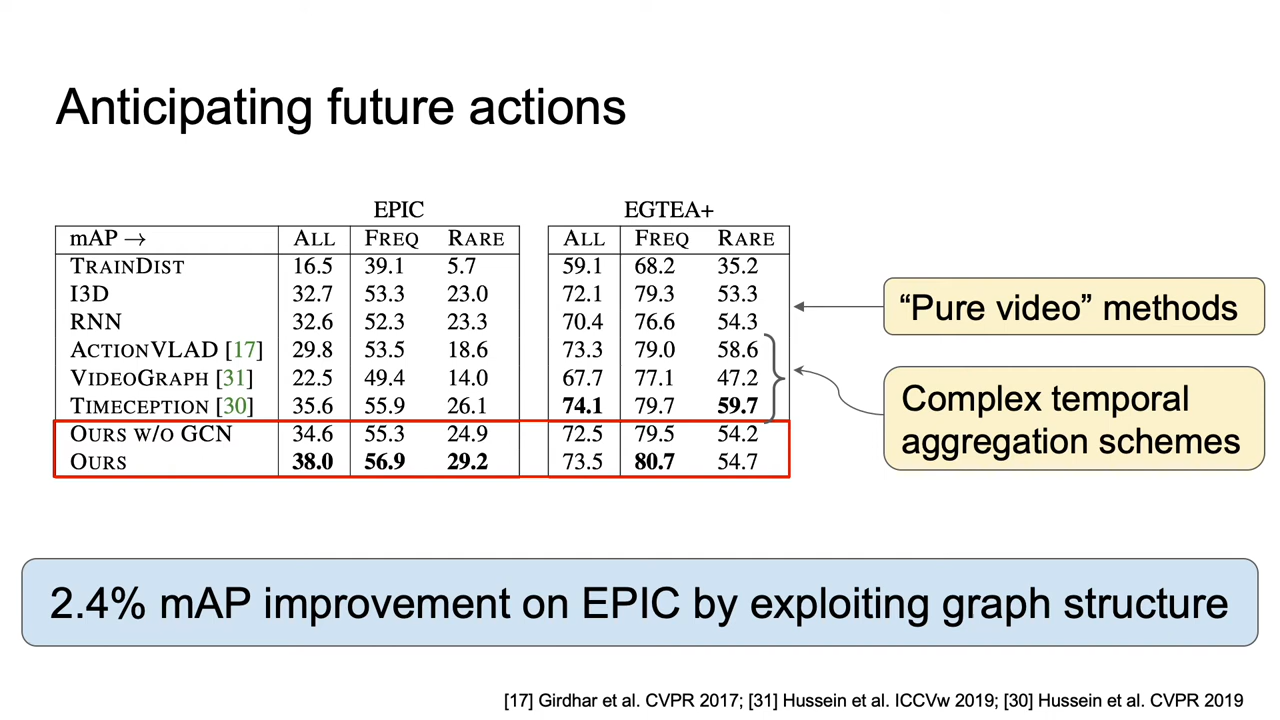 Anticipating future actions
EPIC EGTEA+
mAP → ALL FREQ RARE ALL FREQ RARE
TRAINDIST 16.5 39.1 5.7 59.1 68.2 35.2
I3D 32.7 53.3 23.0 72.1 79.3 53.3
RNN 32.6 52.3 23.3 70.4 76.6 54.3
ACTIONVLAD [17] 29.8 53.5 18.6 73.3 79.0 58.6
VIDEOGRAPH [31] 22.5 49.4 14.0 67.7 77.1 47.2
TIMECEPTION [30] 35.6 55.9 26.1 74.1 79.7 59.7
OURS W/O GCN 34.6 55.3 24.9 72.5 79.5 54.2
OURS 38.0 56.9 29.2 73.5 80.7 54.7
“Pure video” methods
Complex temporal
aggregation schemes
2.4% mAP improvement on EPIC by exploiting graph structure
[17] Girdhar et al. CVPR 2017; [31] Hussein et al. ICCVw 2019; [30] Hussein et al. CVPR 2019